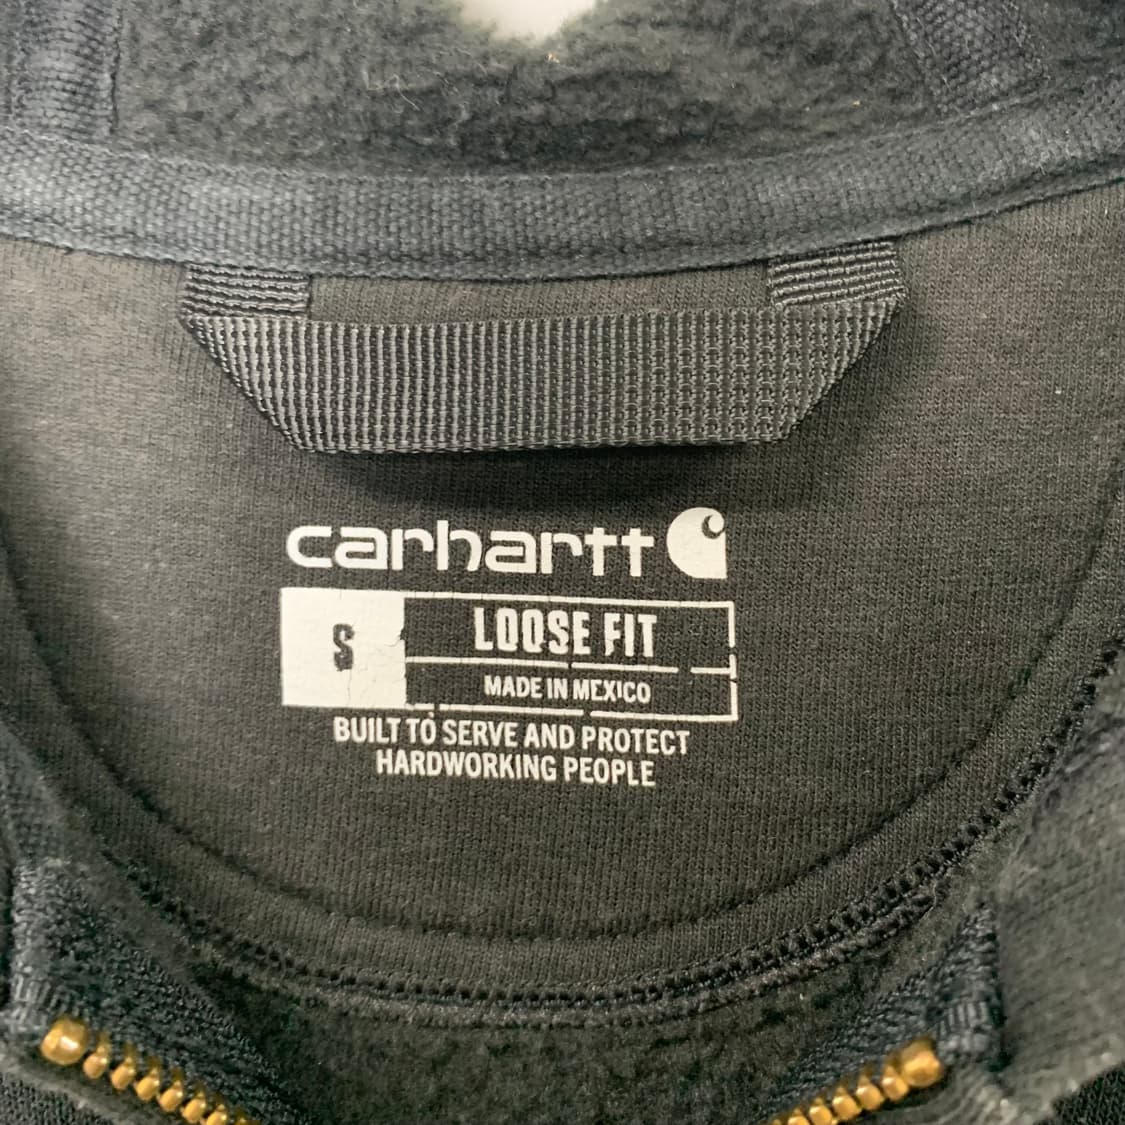 carhartt
S
LOOSE FIT
MADE IN MEXICO
BUILT TO SERVE AND PROTECT
HARDWORKING PEOPLE